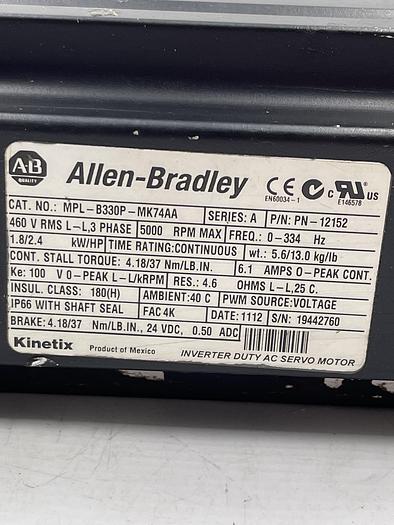 AB QUALITY Allen-Bradley CE EN60034-1 C c RU US E146578
CAT. NO.: MPL-B330P-MK74AA SERIES: A P/N: PN-12152
460 V RMS L-L,3 PHASE 5000 RPM MAX FREQ.: 0-334 Hz
1.8/2.4 kW/HP TIME RATING:CONTINUOUS wt.: 5.6/13.0 kg/lb
CONT. STALL TORQUE: 4.18/37 Nm/LB.IN. 6.1 AMPS O-PEAK CONT.
Ke: 100 V 0-PEAK L-L/kRPM RES.: 4.6 OHMS L-L,25 C.
INSUL. CLASS: 180(H) AMBIENT:40 C PWM SOURCE:VOLTAGE
IP66 WITH SHAFT SEAL FAC 4K DATE: 1112 S/N: 19442760
BRAKE: 4.18/37 Nm/LB.IN, 24 VDC, 0.50 ADC
Kinetix Product of Mexico INVERTER DUTY AC SERVO MOTOR